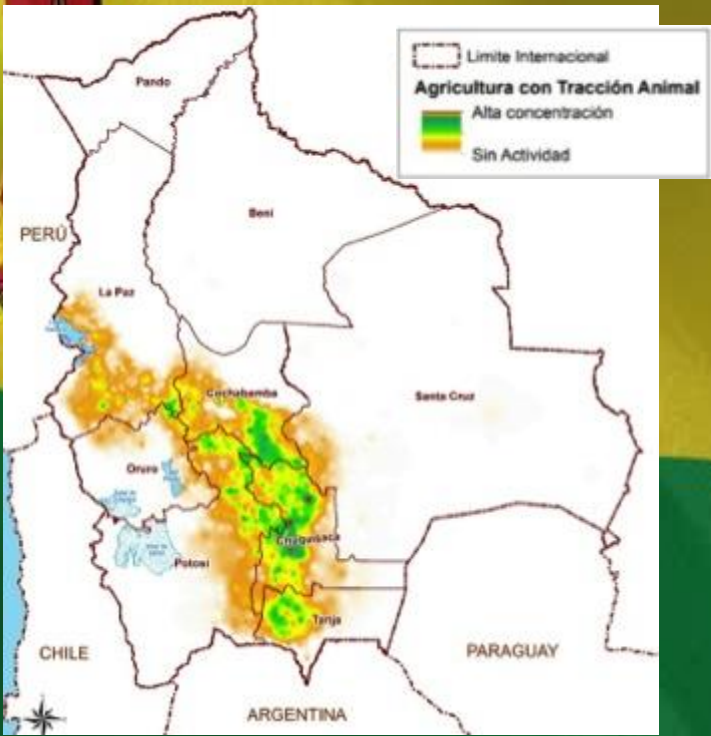 Limite Internacional
Agricultura con Tracción Animal
Alta concentración
Sin Actividad
Pando
Beni
PERÚ
La Paz
Cochabamba
Santa Cruz
Oruro
Chuquisaca
Potosí
Tarija
CHILE
PARAGUAY
ARGENTINA